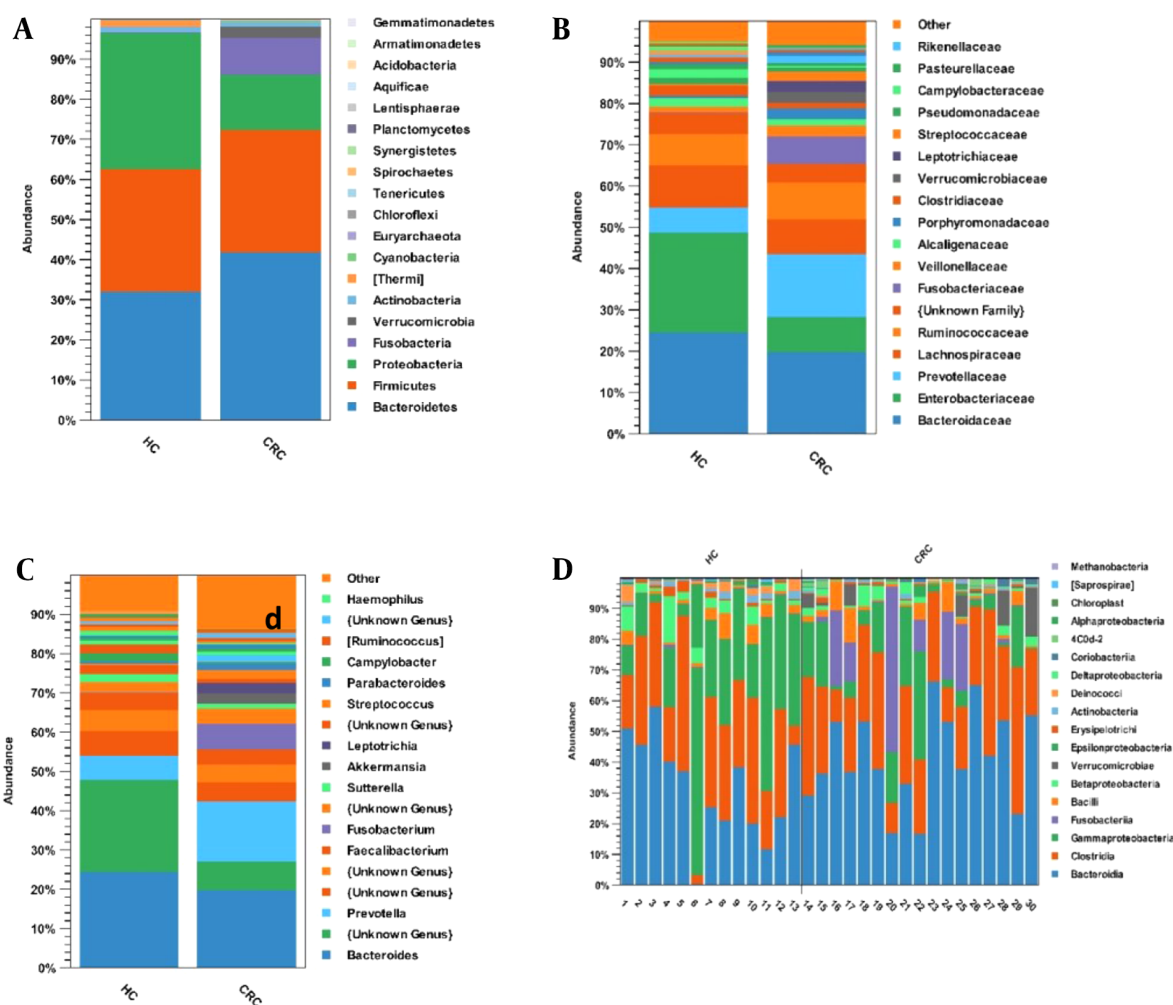 A
Abundance
90%
80%
70%
60%
50%
40%
30%
20%
10%
0%
HC
CRC
Gemmatimonadetes
Armatimonadetes
Acidobacteria
Aquificae
Lentisphaerae
Planctomycetes
Synergistetes
Spirochaetes
Tenericutes
Chloroflexi
Euryarchaeota
Cyanobacteria
[Thermi]
Actinobacteria
Verrucomicrobia
Fusobacteria
Proteobacteria
Firmicutes
Bacteroidetes
B
Abundance
90%
80%
70%
60%
50%
40%
30%
20%
10%
0%
HC
CRC
Other
Rikenellaceae
Pasteurellaceae
Campylobacteraceae
Pseudomonadaceae
Streptococcaceae
Leptotrichiaceae
Verrucomicrobiaceae
Clostridiaceae
Porphyromonadaceae
Alcaligenaceae
Veillonellaceae
Fusobacteriaceae
{Unknown Family}
Ruminococcaceae
Lachnospiraceae
Prevotellaceae
Enterobacteriaceae
Bacteroidaceae
C
Abundance
90%
80%
70%
60%
50%
40%
30%
20%
10%
0%
d
HC
CRC
Other
Haemophilus
{Unknown Genus}
[Ruminococcus]
Campylobacter
Parabacteroides
Streptococcus
{Unknown Genus}
Leptotrichia
Akkermansia
Sutterella
{Unknown Genus}
Fusobacterium
Faecalibacterium
{Unknown Genus}
{Unknown Genus}
Prevotella
{Unknown Genus}
Bacteroides
D
HC
CRC
Abundance
90%
80%
70%
60%
50%
40%
30%
20%
10%
0%
1 2 3 4 5 6 7 8 9 10 11 12 13 14 15 16 17 18 19 20 21 22 23 24 25 26 27 28 29 30
Methanobacteria
[Saprospirae]
Chloroplast
Alphaproteobacteria
4C0d-2
Coriobacteriia
Deltaproteobacteria
Deinococci
Actinobacteria
Erysipelotrichi
Epsilonproteobacteria
Verrucomicrobiae
Betaproteobacteria
Bacilli
Fusobacteriia
Gammaproteobacteria
Clostridia
Bacteroidia